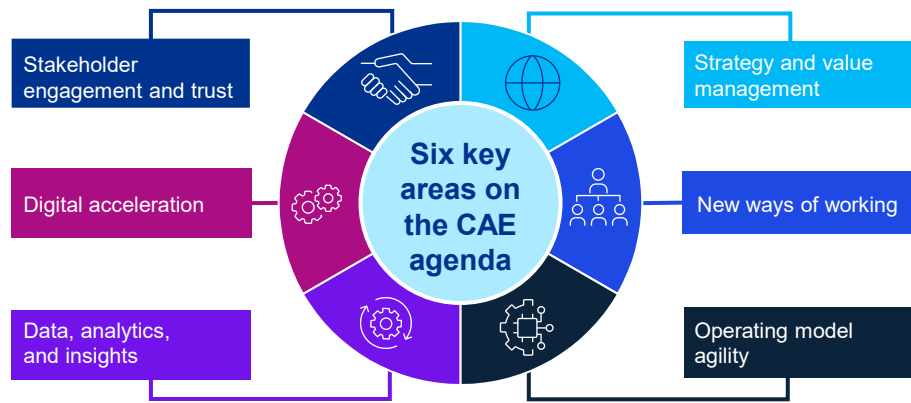 Stakeholder
engagement and trust
Strategy and value
management
Six key
areas on
the CAE
agenda
Digital acceleration
New ways of working
Data, analytics,
and insights
Operating model
agility